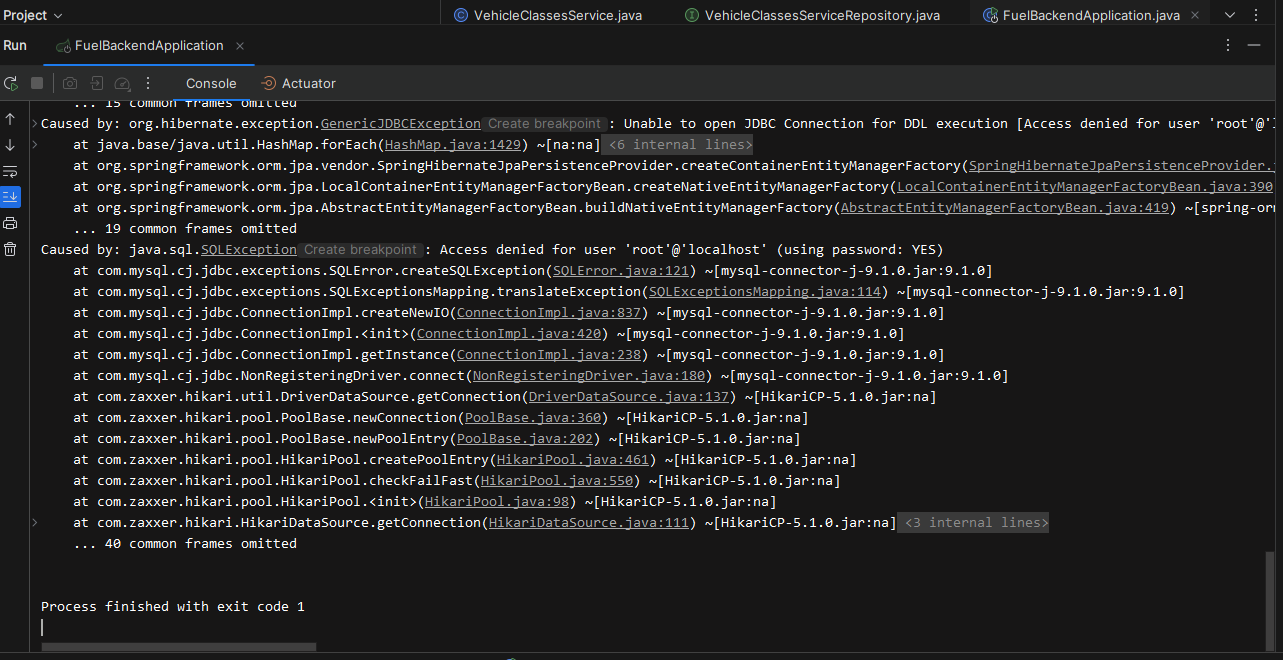 Project
VehicleClassesService.java
VehicleClassesServiceRepository.java
FuelBackendApplication.java
Run
FuelBackendApplication
Console
Actuator
... 15 common frames omitted
Caused by: org.hibernate.exception.GenericJDBCException Create breakpoint : Unable to open JDBC Connection for DDL execution [Access denied for user 'root'@'l
at java.base/java.util.HashMap.forEach(HashMap.java:1429) ~[na:na] <6 internal lines>
at org.springframework.orm.jpa.vendor.SpringHibernateJpaPersistenceProvider.createContainerEntityManagerFactory(SpringHibernateJpaPersistenceProvider.
at org.springframework.orm.jpa.LocalContainerEntityManagerFactoryBean.createNativeEntityManagerFactory(LocalContainerEntityManagerFactoryBean.java:390
at org.springframework.orm.jpa.AbstractEntityManagerFactoryBean.buildNativeEntityManagerFactory(AbstractEntityManagerFactoryBean.java:419) ~[spring-orm
... 19 common frames omitted
Caused by: java.sql.SQLException Create breakpoint : Access denied for user 'root'@'localhost' (using password: YES)
at com.mysql.cj.jdbc.exceptions.SQLError.createSQLException(SQLError.java:121) ~[mysql-connector-j-9.1.0.jar:9.1.0]
at com.mysql.cj.jdbc.exceptions.SQLExceptionsMapping.translateException(SQLExceptionsMapping.java:114) ~[mysql-connector-j-9.1.0.jar:9.1.0]
at com.mysql.cj.jdbc.ConnectionImpl.createNewIO(ConnectionImpl.java:837) ~[mysql-connector-j-9.1.0.jar:9.1.0]
at com.mysql.cj.jdbc.ConnectionImpl.<init>(ConnectionImpl.java:420) ~[mysql-connector-j-9.1.0.jar:9.1.0]
at com.mysql.cj.jdbc.ConnectionImpl.getInstance(ConnectionImpl.java:238) ~[mysql-connector-j-9.1.0.jar:9.1.0]
at com.mysql.cj.jdbc.NonRegisteringDriver.connect(NonRegisteringDriver.java:180) ~[mysql-connector-j-9.1.0.jar:9.1.0]
at com.zaxxer.hikari.util.DriverDataSource.getConnection(DriverDataSource.java:137) ~[HikariCP-5.1.0.jar:na]
at com.zaxxer.hikari.pool.PoolBase.newConnection(PoolBase.java:360) ~[HikariCP-5.1.0.jar:na]
at com.zaxxer.hikari.pool.PoolBase.newPoolEntry(PoolBase.java:202) ~[HikariCP-5.1.0.jar:na]
at com.zaxxer.hikari.pool.HikariPool.createPoolEntry(HikariPool.java:461) ~[HikariCP-5.1.0.jar:na]
at com.zaxxer.hikari.pool.HikariPool.checkFailFast(HikariPool.java:550) ~[HikariCP-5.1.0.jar:na]
at com.zaxxer.hikari.pool.HikariPool.<init>(HikariPool.java:98) ~[HikariCP-5.1.0.jar:na]
at com.zaxxer.hikari.HikariDataSource.getConnection(HikariDataSource.java:111) ~[HikariCP-5.1.0.jar:na] <3 internal lines>
... 40 common frames omitted
Process finished with exit code 1